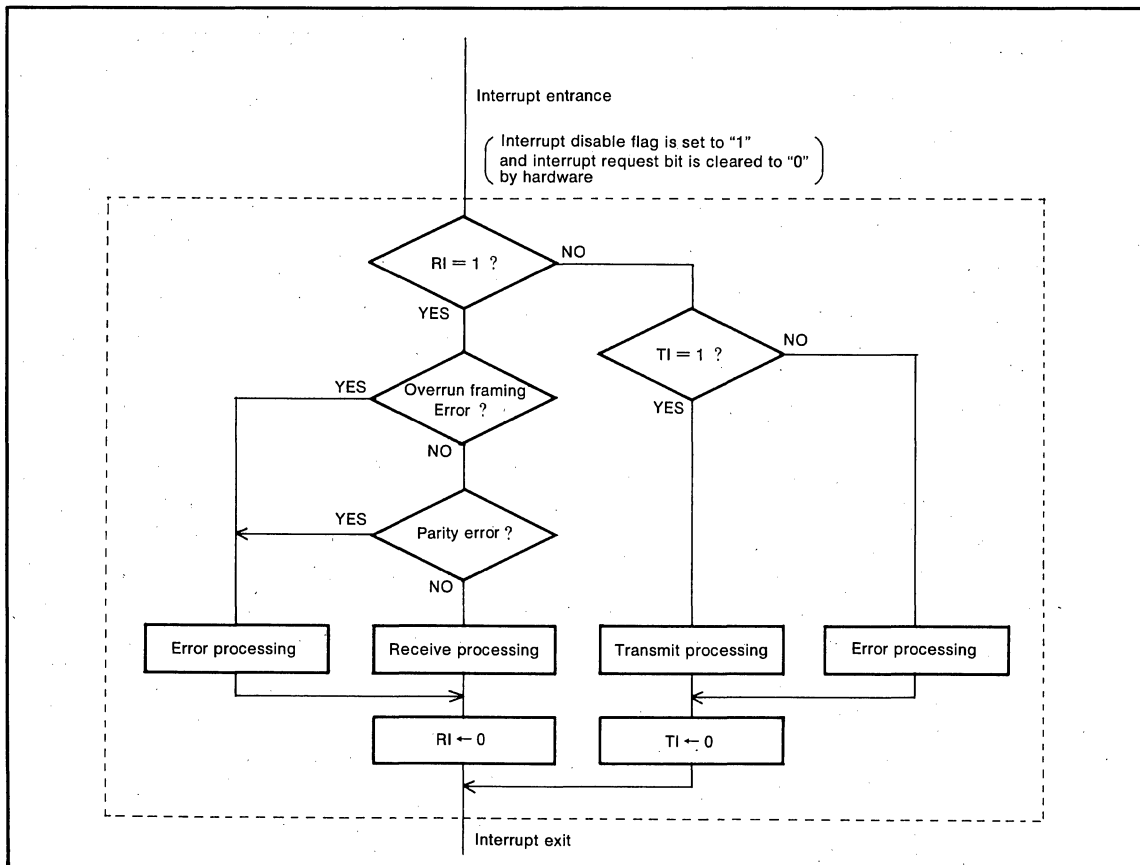 Interrupt entrance
Interrupt disable flag is set to “1”
and interrupt request bit is cleared to “0”
by hardware
RI = 1 ?
NO
YES
TI = 1 ?
NO
YES
Overrun framing
Error ?
YES
NO
Parity error ?
YES
NO
Error processing
Receive processing
Transmit processing
Error processing
RI ← 0
TI ← 0
Interrupt exit